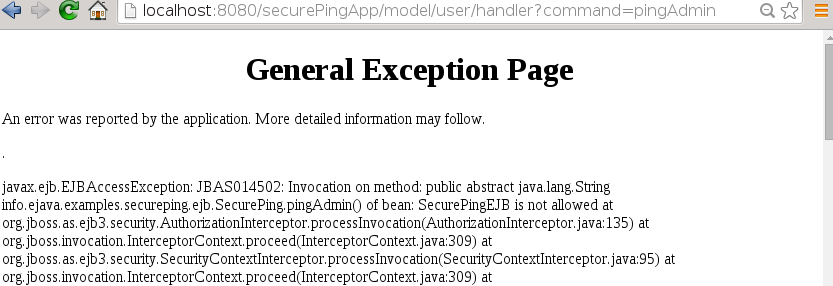 localhost:8080/securePingApp/model/user/handler?command=pingAdmin
General Exception Page
An error was reported by the application. More detailed information may follow.
.
javax.ejb.EJBAccessException: JBAS014502: Invocation on method: public abstract java.lang.String
info.ejava.examples.secureping.ejb.SecurePing.pingAdmin() of bean: SecurePingEJB is not allowed at
org.jboss.as.ejb3.security.AuthorizationInterceptor.processInvocation(AuthorizationInterceptor.java:135) at
org.jboss.invocation.InterceptorContext.proceed(InterceptorContext.java:309) at
org.jboss.as.ejb3.security.SecurityContextInterceptor.processInvocation(SecurityContextInterceptor.java:95) at
org.jboss.invocation.InterceptorContext.proceed(InterceptorContext.java:309) at